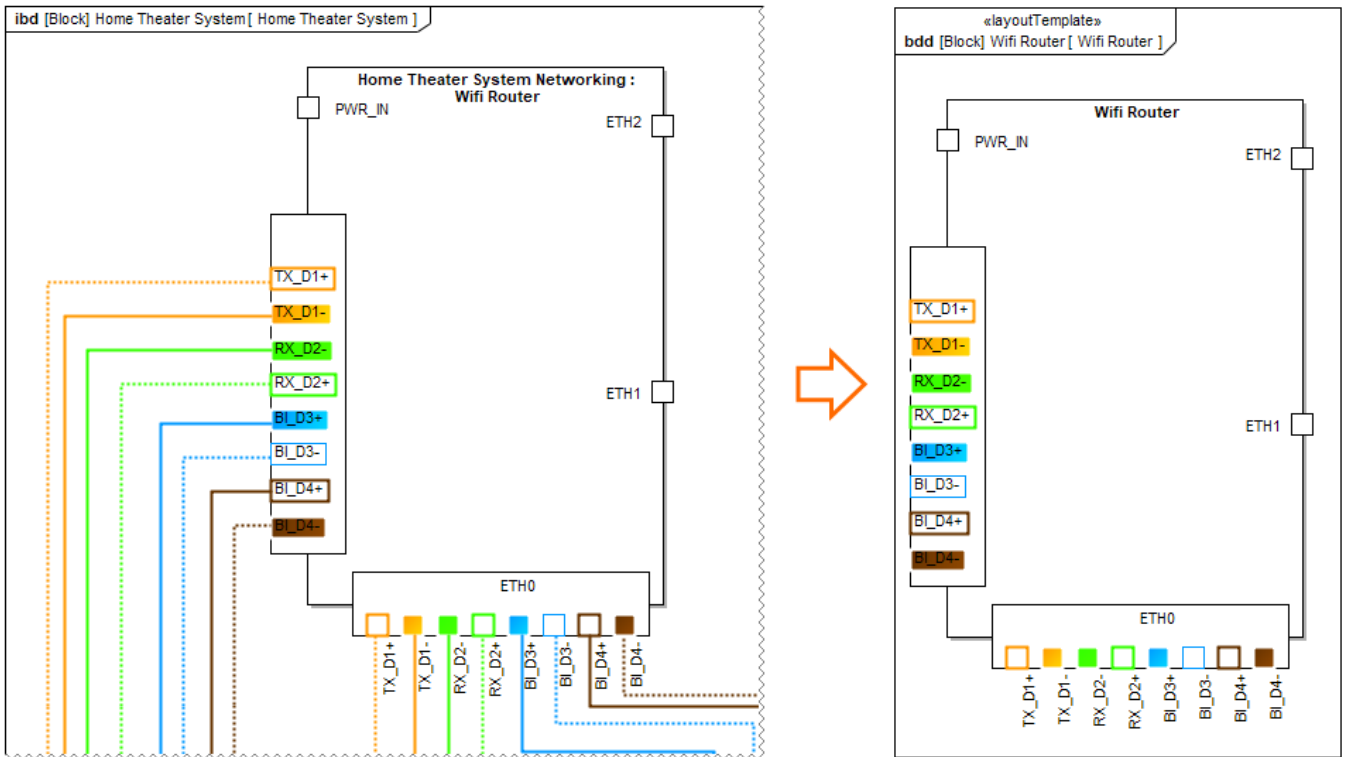 ibd [Block] Home Theater System [ Home Theater System ]
Home Theater System Networking :
Wifi Router
PWR_IN
ETH2
TX_D1+
TX_D1-
RX_D2-
RX_D2+
ETH1
BI_D3+
BI_D3-
BI_D4+
BI_D4-
ETH0
TX_D1+
TX_D1-
RX_D2-
RX_D2+
BI_D3+
BI_D3-
BI_D4+
BI_D4-
«layoutTemplate»
bdd [Block] Wifi Router [ Wifi Router ]
Wifi Router
PWR_IN
ETH2
TX_D1+
TX_D1-
RX_D2-
RX_D2+
ETH1
BI_D3+
BI_D3-
BI_D4+
BI_D4-
ETH0
TX_D1+
TX_D1-
RX_D2-
RX_D2+
BI_D3+
BI_D3-
BI_D4+
BI_D4-